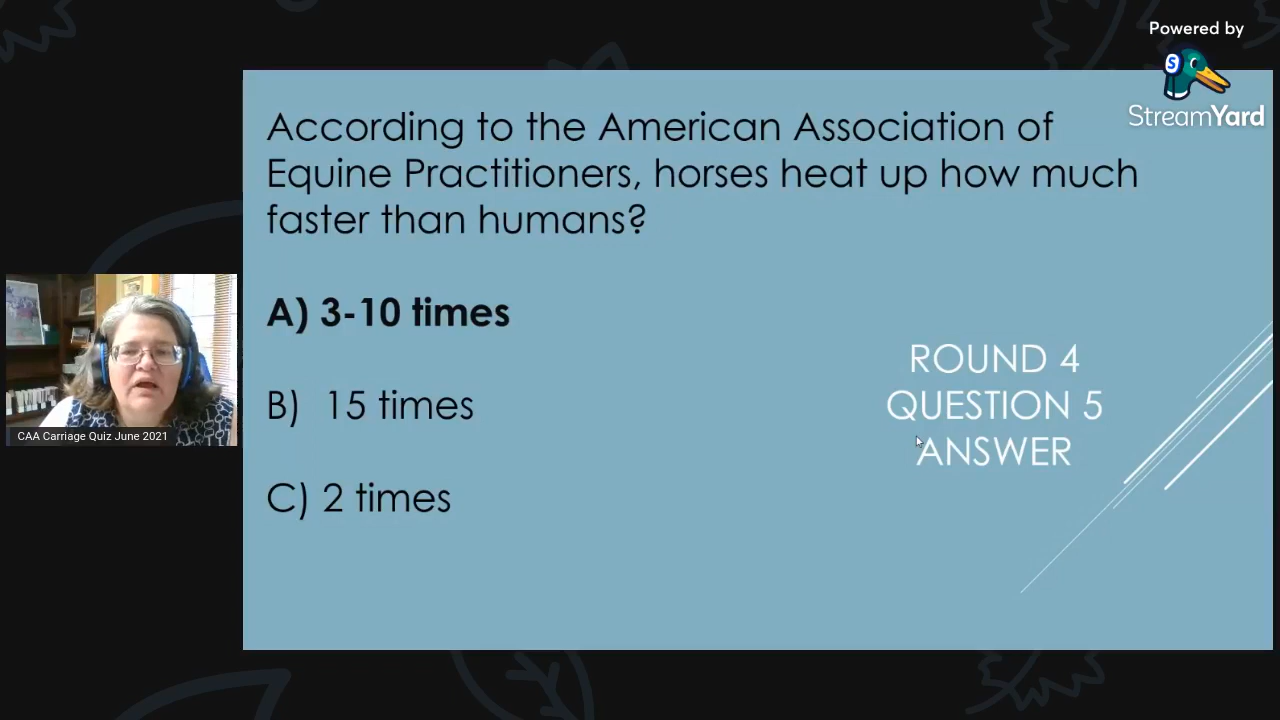 Powered by
StreamYard
According to the American Association of
Equine Practitioners, horses heat up how much
faster than humans?
A) 3-10 times
B) 15 times
C) 2 times
ROUND 4
QUESTION 5
ANSWER
CAA Carriage Quiz June 2021
S